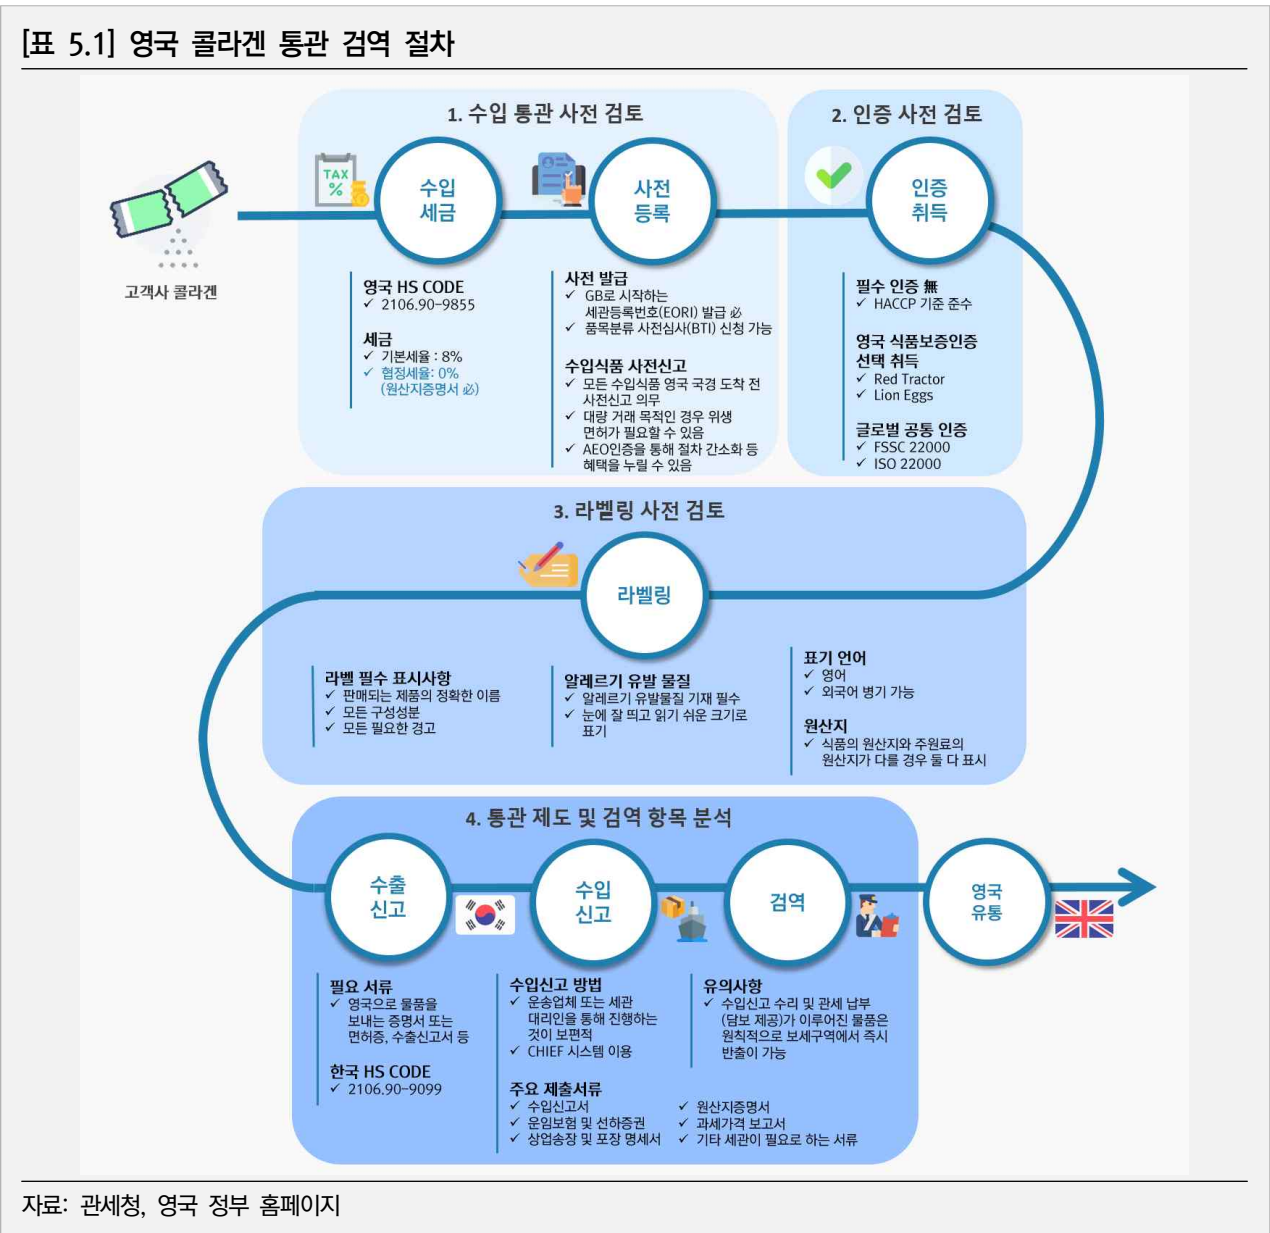 [표 5.1] 영국 콜라겐 통관 검역 절차
고객사 콜라겐
1. 수입 통관 사전 검토
TAX
%
수입
세금
영국 HS CODE
✓ 2106.90-9855
세금
✓ 기본세율 : 8%
✓ 협정세율: 0%
(원산지증명서 必)
사전
등록
사전 발급
✓ GB로 시작하는
세관등록번호(EORI) 발급 必
✓ 품목분류 사전심사(BTI) 신청 가능
수입식품 사전신고
✓ 모든 수입식품 영국 국경 도착 전
사전신고 의무
✓ 대량 거래 목적인 경우 위생
면허가 필요할 수 있음
✓ AEO인증을 통해 절차 간소화 등
혜택을 누릴 수 있음
2. 인증 사전 검토
인증
취득
필수 인증 無
✓ HACCP 기준 준수
영국 식품보증인증
선택 취득
✓ Red Tractor
✓ Lion Eggs
글로벌 공통 인증
✓ FSSC 22000
✓ ISO 22000
3. 라벨링 사전 검토
라벨링
라벨 필수 표시사항
✓ 판매되는 제품의 정확한 이름
✓ 모든 구성성분
✓ 모든 필요한 경고
알레르기 유발 물질
✓ 알레르기 유발물질 기재 필수
✓ 눈에 잘 띄고 읽기 쉬운 크기로
표기
표기 언어
✓ 영어
✓ 외국어 병기 가능
원산지
✓ 식품의 원산지와 주원료의
원산지가 다를 경우 둘 다 표시
4. 통관 제도 및 검역 항목 분석
수출
신고
필요 서류
✓ 영국으로 물품을
보내는 증명서 또는
면허증, 수출신고서 등
한국 HS CODE
✓ 2106.90-9099
수입
신고
수입신고 방법
✓ 운송업체 또는 세관
대리인을 통해 진행하는
것이 보편적
✓ CHIEF 시스템 이용
주요 제출서류
✓ 수입신고서
✓ 운임보험 및 선하증권
✓ 상업송장 및 포장 명세서
✓ 원산지증명서
✓ 과세가격 보고서
✓ 기타 세관이 필요로 하는 서류
검역
유의사항
✓ 수입신고 수리 및 관세 납부
(담보 제공)가 이루어진 물품은
원칙적으로 보세구역에서 즉시
반출이 가능
영국
유통
자료: 관세청, 영국 정부 홈페이지